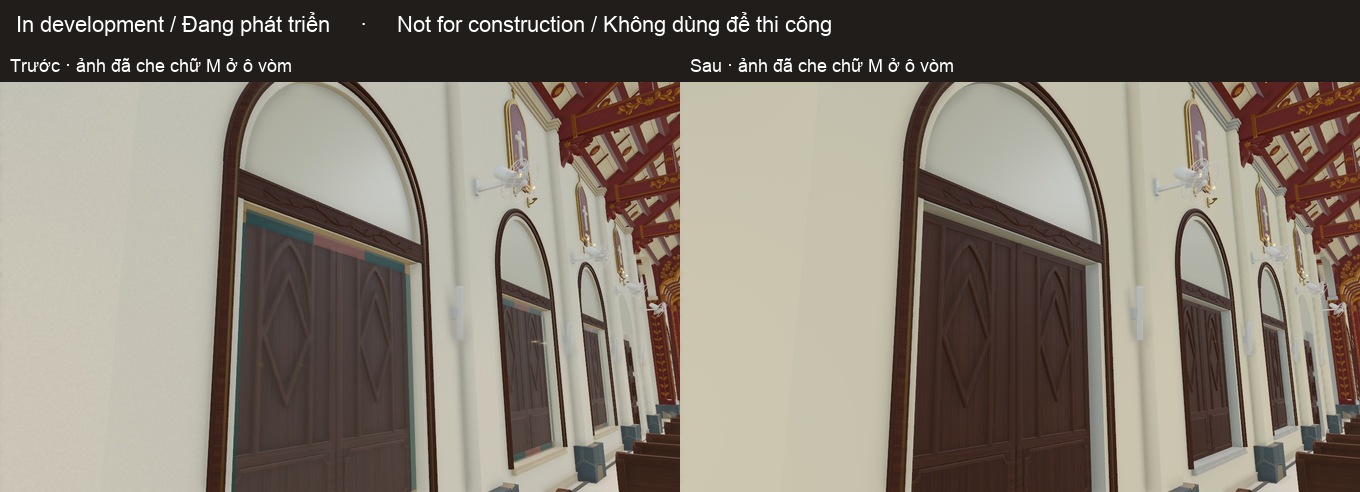 In development / Đang phát triển · Not for construction / Không dùng để thi công
Trước · ảnh đã che chữ M ở ô vòm
Sau · ảnh đã che chữ M ở ô vòm